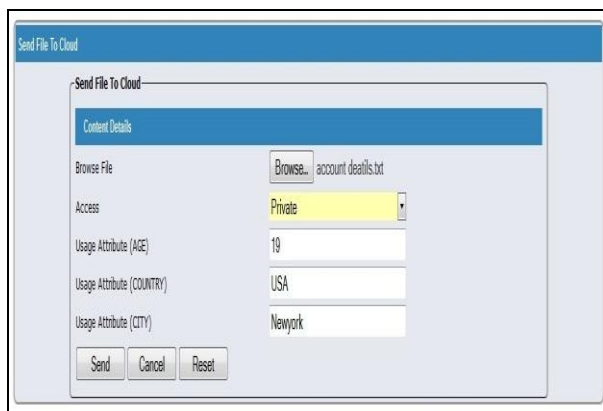 Send File To Cloud
Send File To Cloud
Content Details
Browse File Browse... account deatils.txt
Access Private
Usage Attribute (AGE) 19
Usage Attribute (COUNTRY) USA
Usage Attribute (CITY) Newyork
Send Cancel Reset